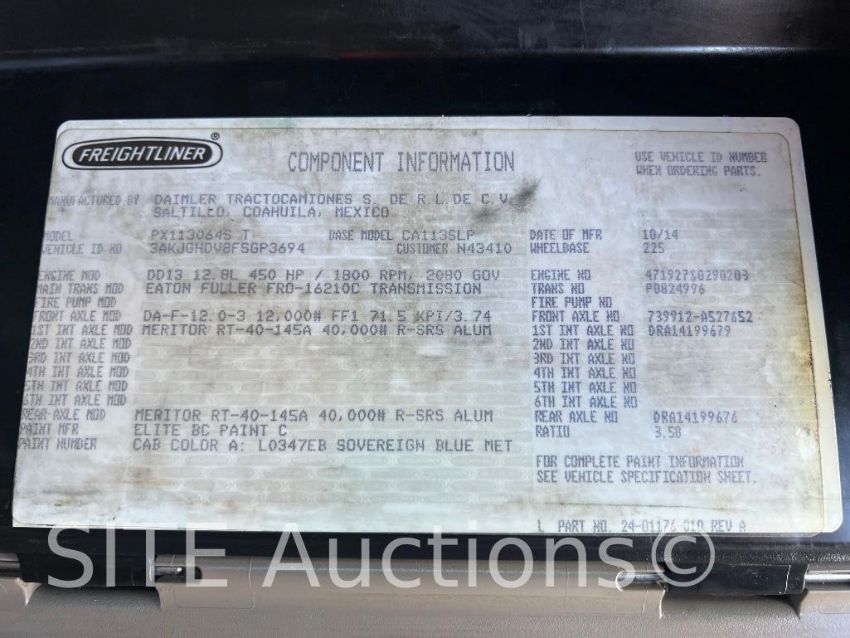 FREIGHTLINER ®
COMPONENT INFORMATION
USE VEHICLE ID NUMBER
WHEN ORDERING PARTS.
MANUFACTURED BY DAIMLER TRACTOCAMIONES S. DE R.L. DE C.V.
SALTILLO, COAHUILA, MEXICO
MODEL PX113064S T BASE MODEL CA113SLP DATE OF MFR 10/14
VEHICLE ID NO 3AKJGHDV8FSGP3694 CUSTOMER N43410 WHEELBASE 225
ENGINE MOD DD13 12.8L 450 HP / 1800 RPM, 2080 GOV ENGINE NO 471927S0290203
MAIN TRANS MOD EATON FULLER FRO-16210C TRANSMISSION TRANS NO P0824996
FIRE PUMP MOD FIRE PUMP NO
FRONT AXLE MOD DA-F-12.0-3 12,000# FF1 71.5 KPI/3.74 FRONT AXLE NO 739912-A527652
1ST INT AXLE MOD MERITOR RT-40-145A 40,000# R-SRS ALUM 1ST INT AXLE NO DRA14199679
2ND INT AXLE MOD 2ND INT AXLE NO
3RD INT AXLE MOD 3RD INT AXLE NO
4TH INT AXLE MOD 4TH INT AXLE NO
5TH INT AXLE MOD 5TH INT AXLE NO
6TH INT AXLE MOD 6TH INT AXLE NO
REAR AXLE MOD MERITOR RT-40-145A 40,000# R-SRS ALUM REAR AXLE NO DRA14199676
PAINT MFR ELITE BC PAINT C RATIO 3.58
PAINT NUMBER CAB COLOR A: L0347EB SOVEREIGN BLUE MET
FOR COMPLETE PAINT INFORMATION
SEE VEHICLE SPECIFICATION SHEET.
L PART NO. 24-01176-010 REV A
SITE Auctions©